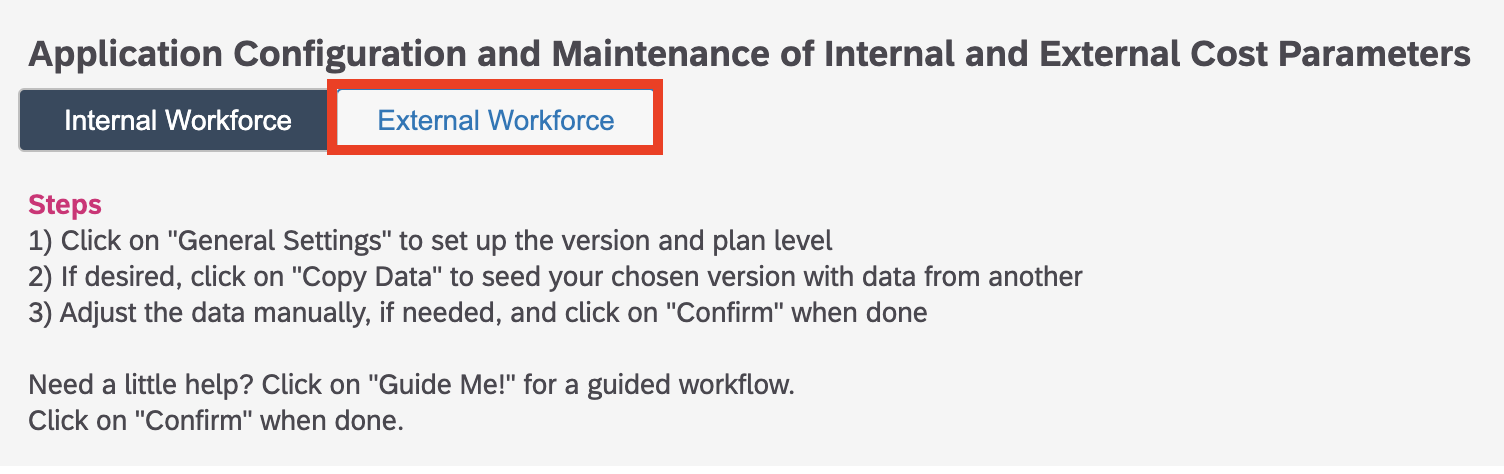 Application Configuration and Maintenance of Internal and External Cost Parameters
Internal Workforce External Workforce
Steps
1) Click on "General Settings" to set up the version and plan level
2) If desired, click on "Copy Data" to seed your chosen version with data from another
3) Adjust the data manually, if needed, and click on "Confirm" when done
Need a little help? Click on "Guide Me!" for a guided workflow.
Click on "Confirm" when done.